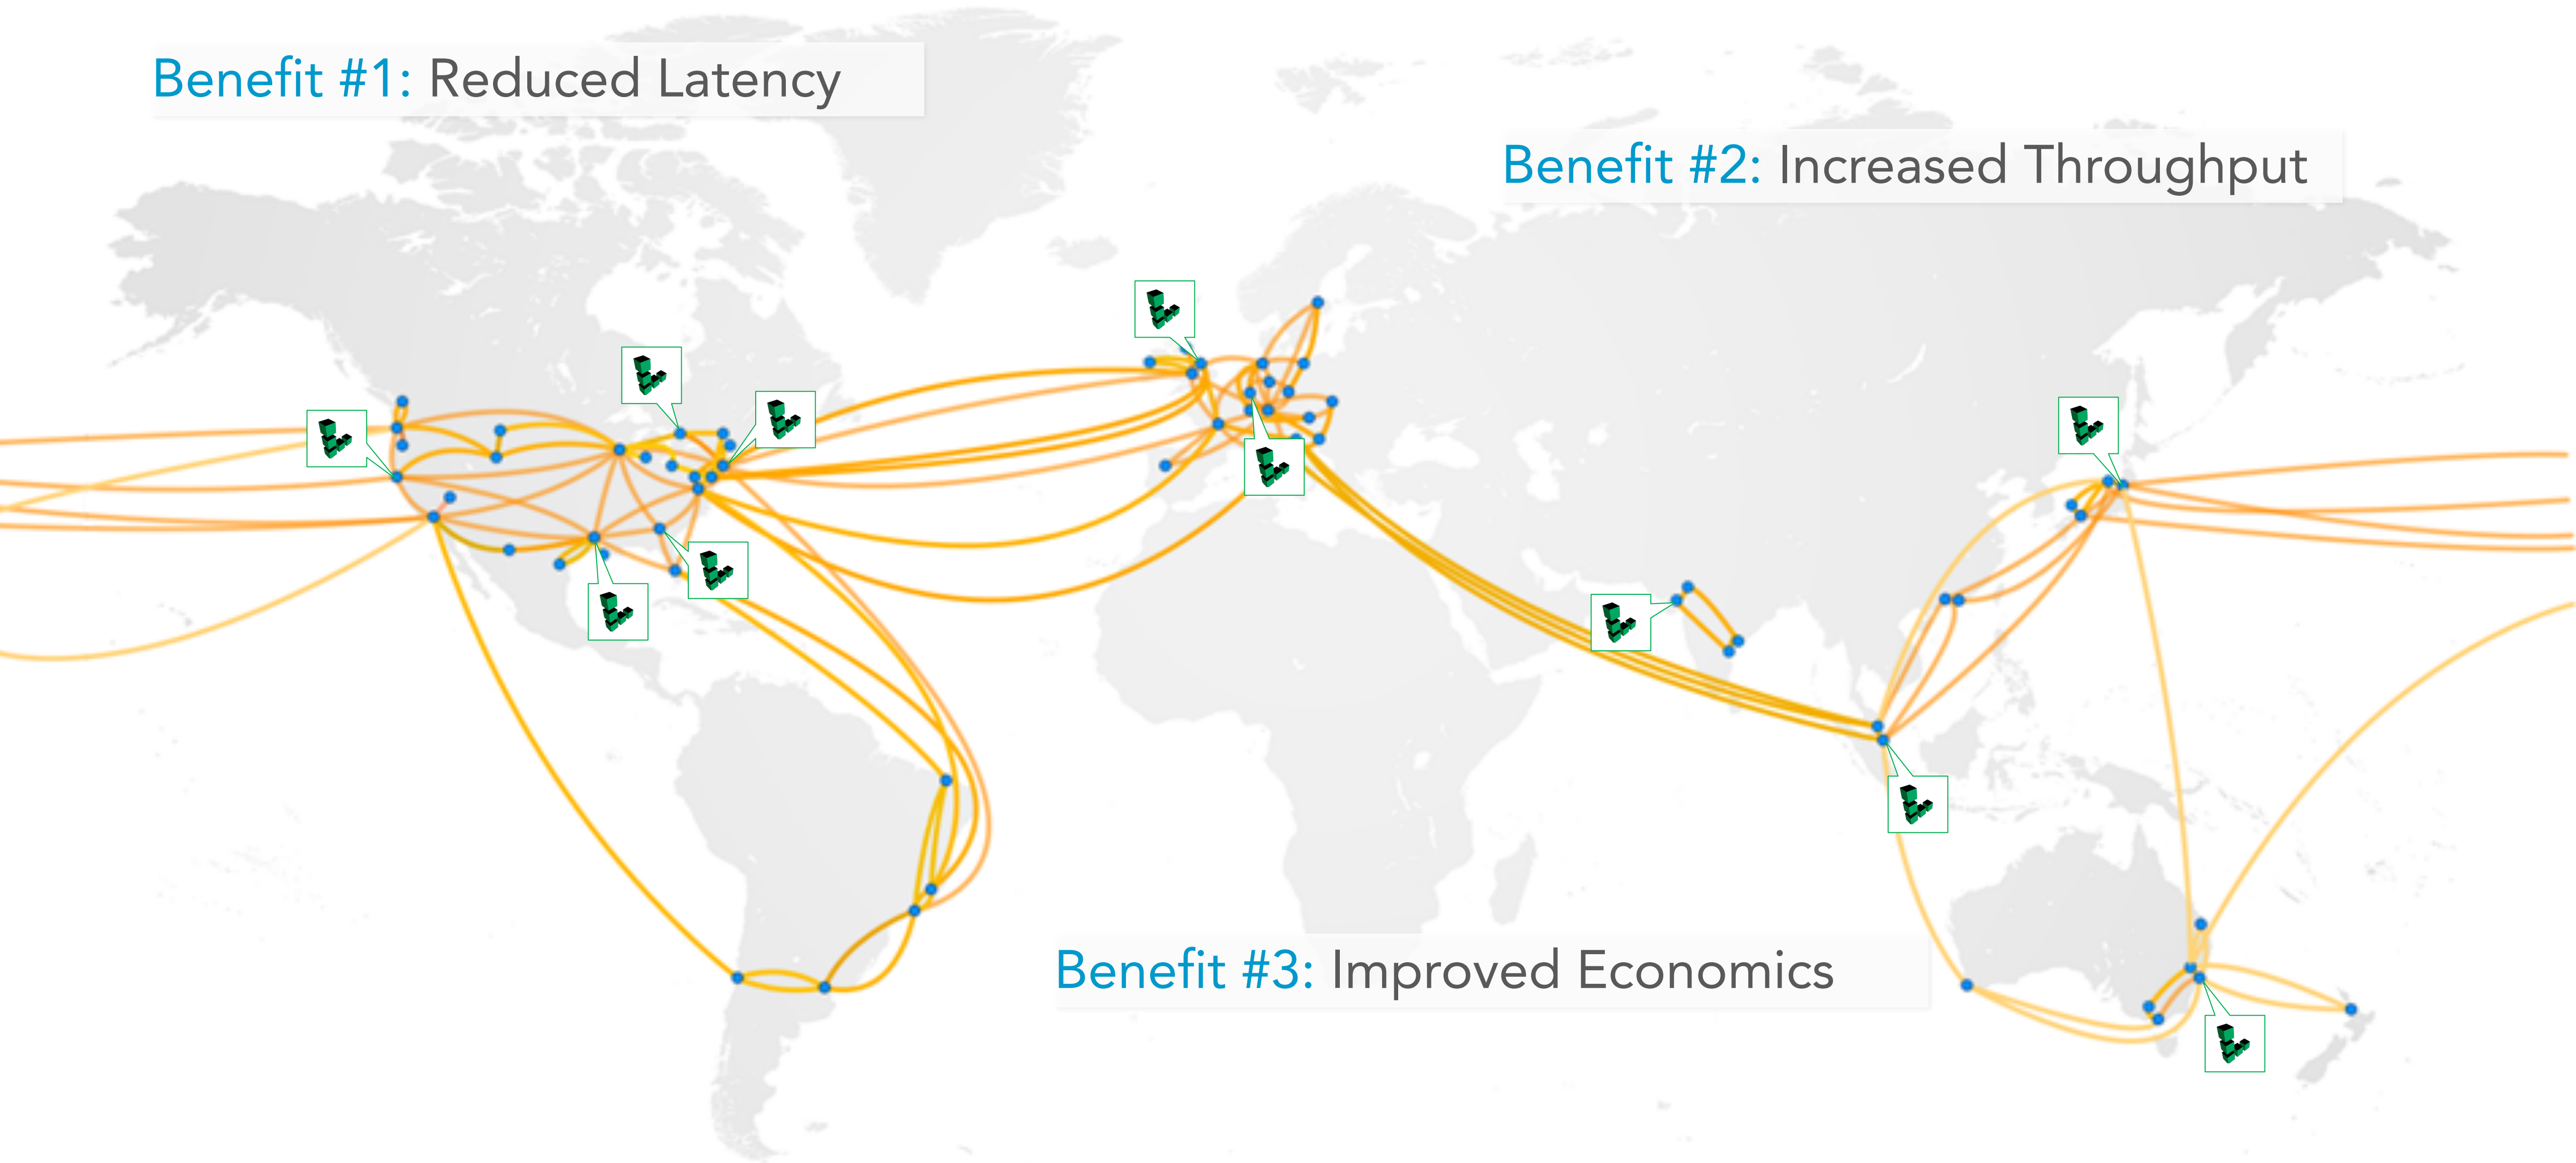 Benefit #1: Reduced Latency
Benefit #2: Increased Throughput
Benefit #3: Improved Economics